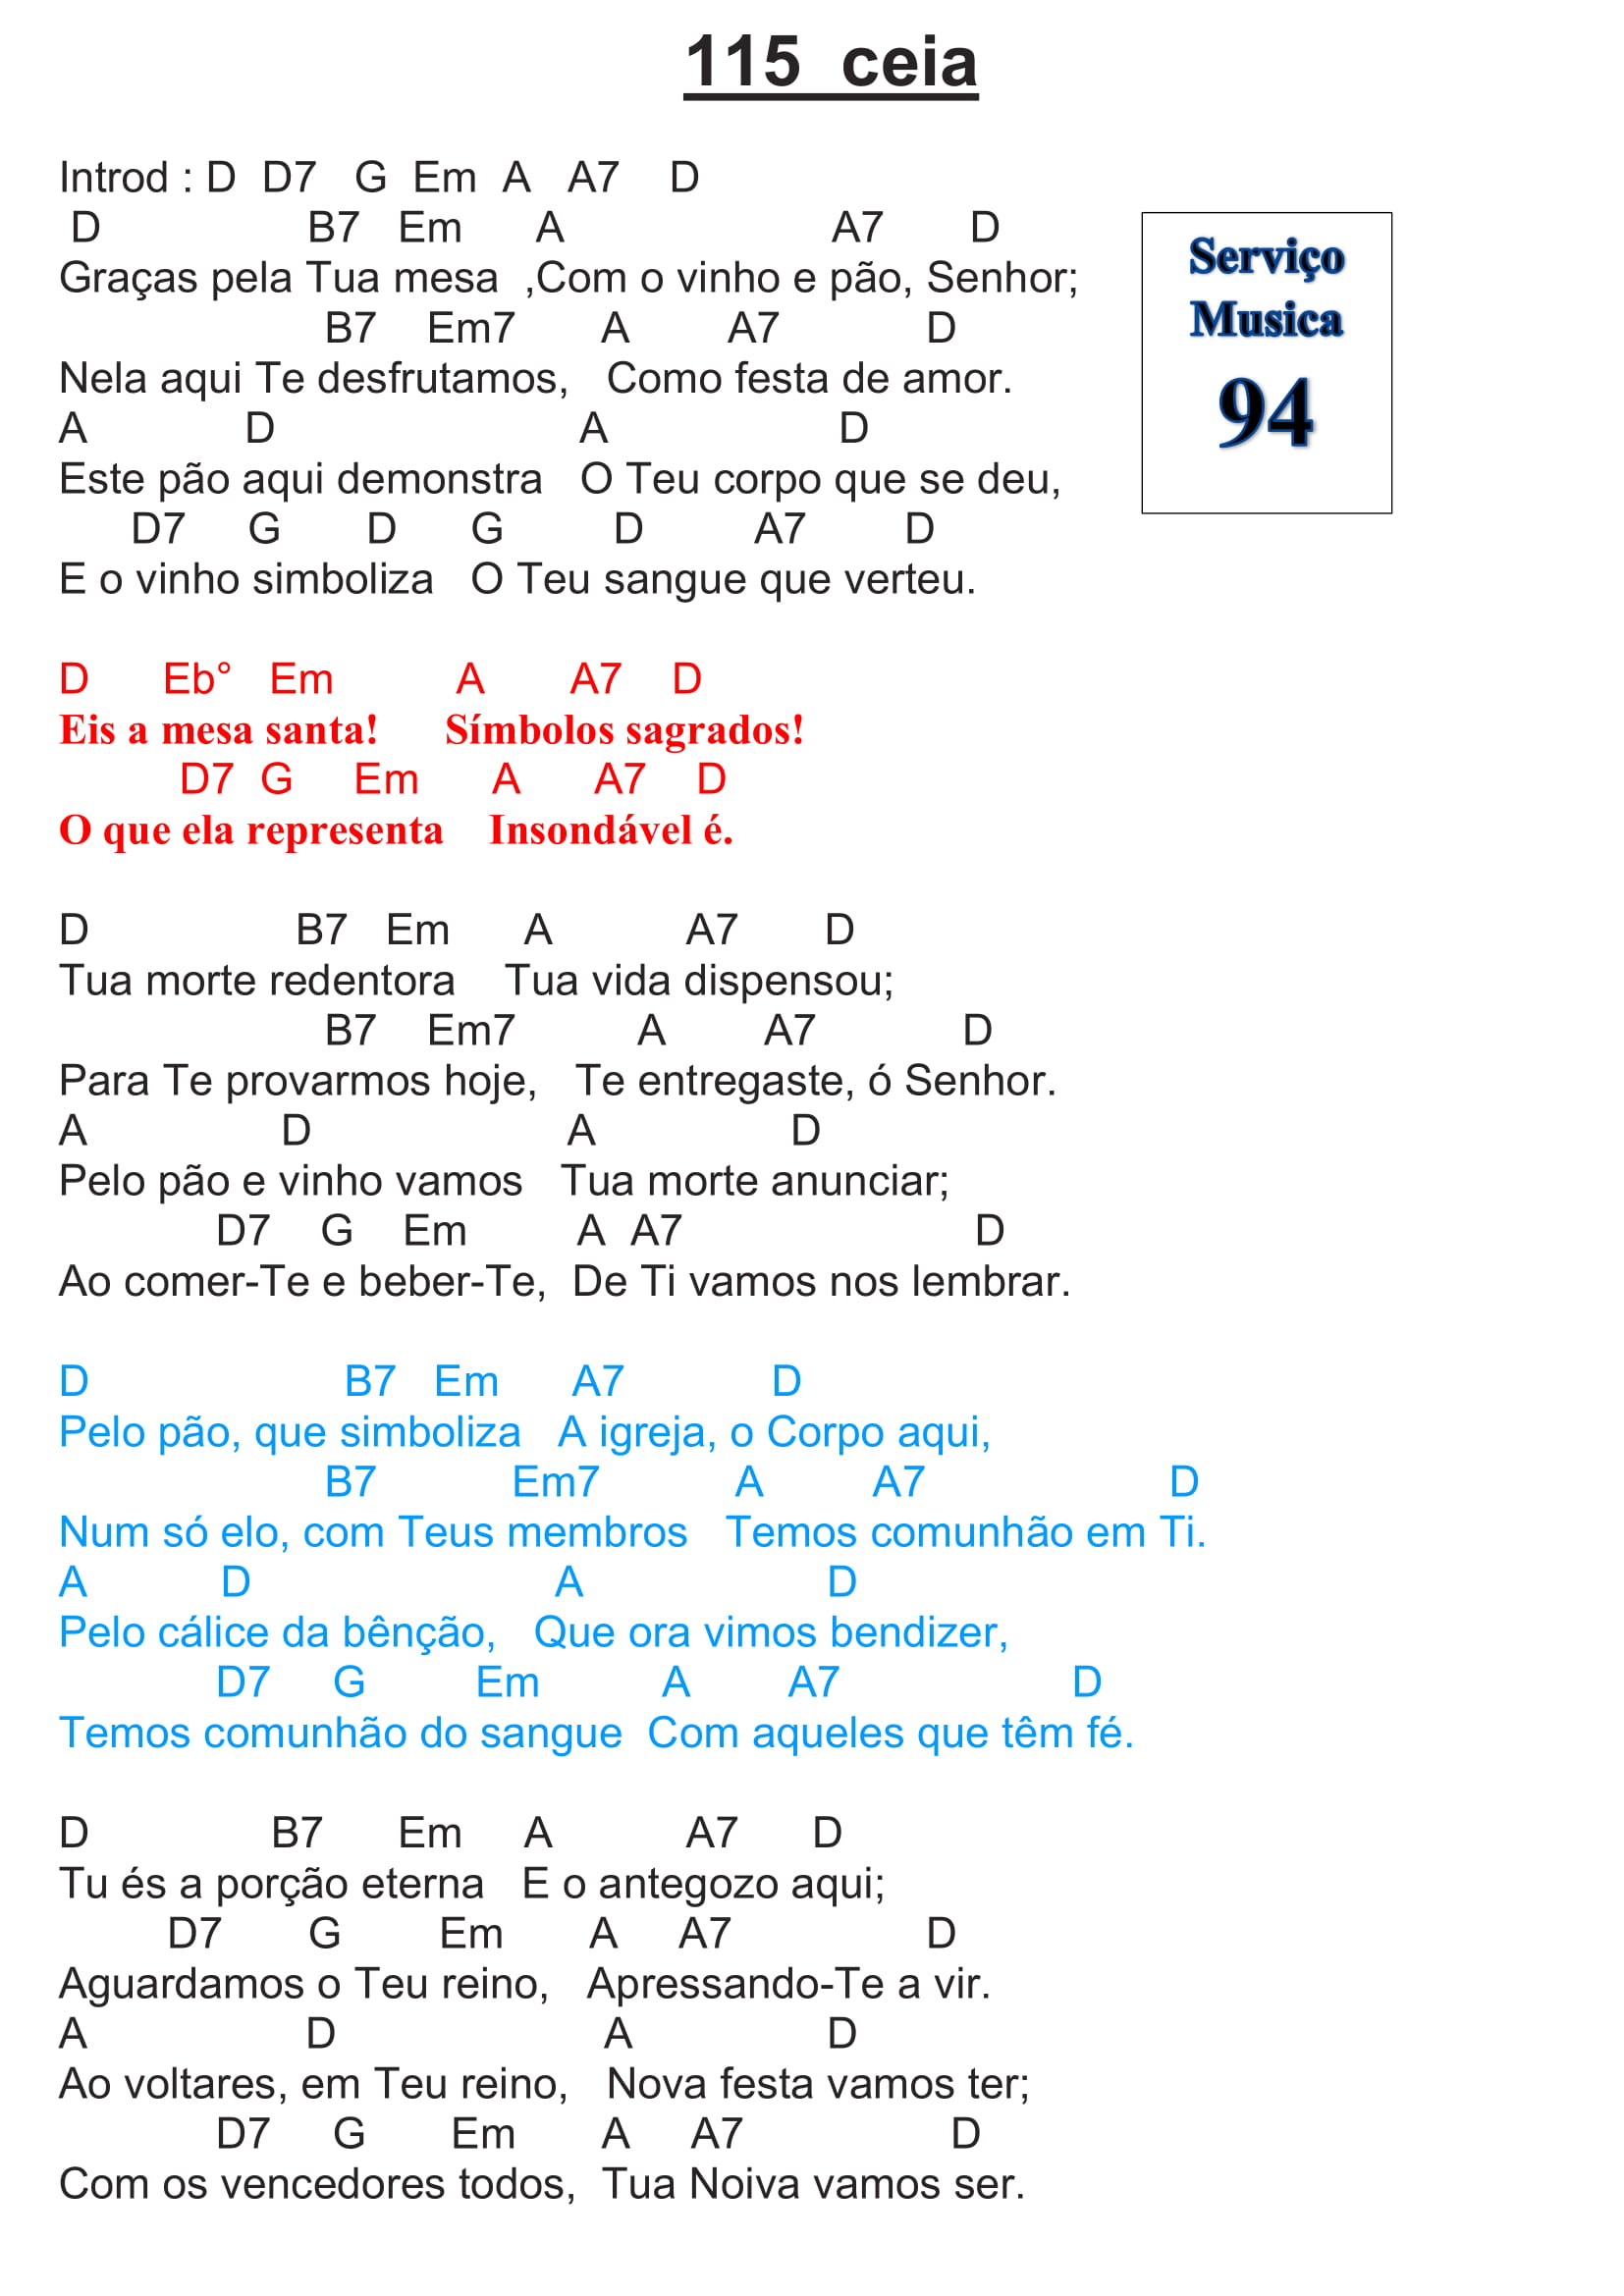 115  ceia
Introd : D  D7   G  Em  A   A7    D
D                 B7   Em      A                      A7       D
Graças pela Tua mesa  ,Com o vinho e pão, Senhor;
B7    Em7       A        A7            D
Nela aqui Te desfrutamos,   Como festa de amor.
A             D                         A                     D
Este pão aqui demonstra   O Teu corpo que se deu,
D7     G       D      G         D         A7        D
E o vinho simboliza   O Teu sangue que verteu.
Serviço
Musica
94
D      Eb°   Em          A       A7    D
Eis a mesa santa!      Símbolos sagrados!
D7  G     Em      A      A7    D
O que ela representa    Insondável é.
D                 B7   Em      A           A7       D
Tua morte redentora    Tua vida dispensou;
B7    Em7          A        A7            D
Para Te provarmos hoje,   Te entregaste, ó Senhor.
A                D                     A                D
Pelo pão e vinho vamos   Tua morte anunciar;
D7    G    Em         A  A7                        D
Ao comer-Te e beber-Te,  De Ti vamos nos lembrar.
D                     B7   Em      A7            D
Pelo pão, que simboliza   A igreja, o Corpo aqui,
B7           Em7           A         A7                    D
Num só elo, com Teus membros   Temos comunhão em Ti.
A           D                         A                    D
Pelo cálice da bênção,   Que ora vimos bendizer,
D7     G         Em          A        A7                   D
Temos comunhão do sangue  Com aqueles que têm fé.
D               B7      Em     A           A7      D
Tu és a porção eterna   E o antegozo aqui;
D7       G        Em       A     A7                D
Aguardamos o Teu reino,   Apressando-Te a vir.
A                  D                      A                D
Ao voltares, em Teu reino,   Nova festa vamos ter;
D7     G       Em       A     A7                 D
Com os vencedores todos,  Tua Noiva vamos ser.